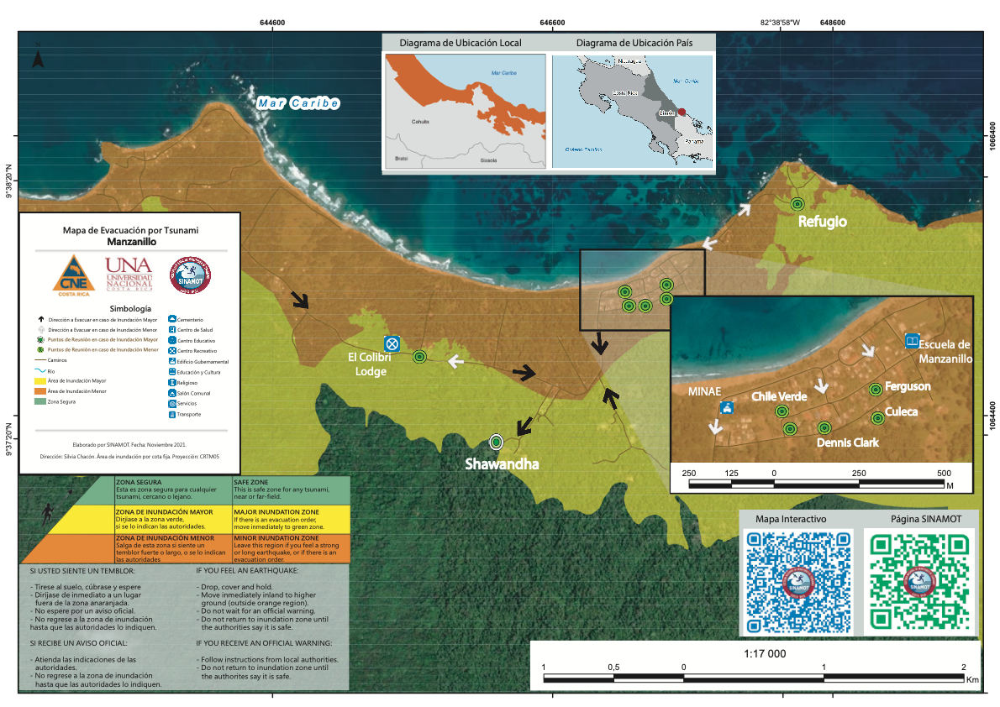 644600
646600
82°38'58"W
648600
9°38'20"N
9°37'20"N
1066400
1064400
N
Mar Caribe
Diagrama de Ubicación Local
Mar Caribe
Cahuita
Bratsi
Sixaola
Diagrama de Ubicación País
Nicaragua
Mar Caribe
Costa Rica
Limón
Panama
Océano Pacífico
Refugio
El Colibri
Lodge
Shawandha
Mapa de Evacuación por Tsunami
Manzanillo
CNE
COSTA RICA
UNA
UNIVERSIDAD
NACIONAL
COSTA RICA
SINAMOT
Simbología
Dirección a Evacuar en caso de Inundación Mayor
Dirección a Evacuar en caso de Inundación Menor
Puntos de Reunión en caso de Inundación Mayor
Puntos de Reunión en caso de Inundación Menor
Caminos
Río
Área de Inundación Mayor
Área de Inundación Menor
Zona Segura
Cementerio
Centro de Salud
Centro Educativo
Centro Recreativo
Edificio Gubernamental
Educación y Cultura
Religioso
Salón Comunal
Servicios
Transporte
Elaborado por SINAMOT. Fecha: Noviembre 2021.
Dirección: Silvia Chacón. Área de inundación por cota fija. Proyección: CRTM05
MINAE
Chile Verde
Escuela de
Manzanillo
Ferguson
Culeca
Dennis Clark
250 125 0 250 500
M
ZONA SEGURA
Esta es zona segura para cualquier
tsunami, cercano o lejano.
SAFE ZONE
This is safe zone for any tsunami,
near or far-field.
ZONA DE INUNDACIÓN MAYOR
Diríjase a la zona verde,
si se lo indican las autoridades.
MAJOR INUNDATION ZONE
If there is an evacuation order,
move inmediately to green zone.
ZONA DE INUNDACIÓN MENOR
Salga de esta zona si siente un
temblor fuerte o largo, o se lo indican
las autoridades
MINOR INUNDATION ZONE
Leave this region if you feel a strong
or long earthquake, or if there is an
evacuation order.
SI USTED SIENTE UN TEMBLOR:
- Tírese al suelo, cúbrase y espere
- Diríjase de inmediato a un lugar
fuera de la zona anaranjada.
- No espere por un aviso oficial.
- No regrese a la zona de inundación
hasta que las autoridades lo indiquen.
SI RECIBE UN AVISO OFICIAL:
- Atienda las indicaciones de las
autoridades.
- No regrese a la zona de inundación
hasta que las autoridades lo indiquen.
IF YOU FEEL AN EARTHQUAKE:
- Drop, cover and hold.
- Move inmediately inland to higher
ground (outside orange region).
- Do not wait for an official warning.
- Do not return to inundation zone until
the authorities say it is safe.
IF YOU RECEIVE AN OFFICIAL WARNING:
- Follow instructions from local authorities.
- Do not return to inundation zone until
the authorites say it is safe.
Mapa Interactivo
SINAMOT
Página SINAMOT
SINAMOT
1:17 000
1 0,5 0 1 2
Km